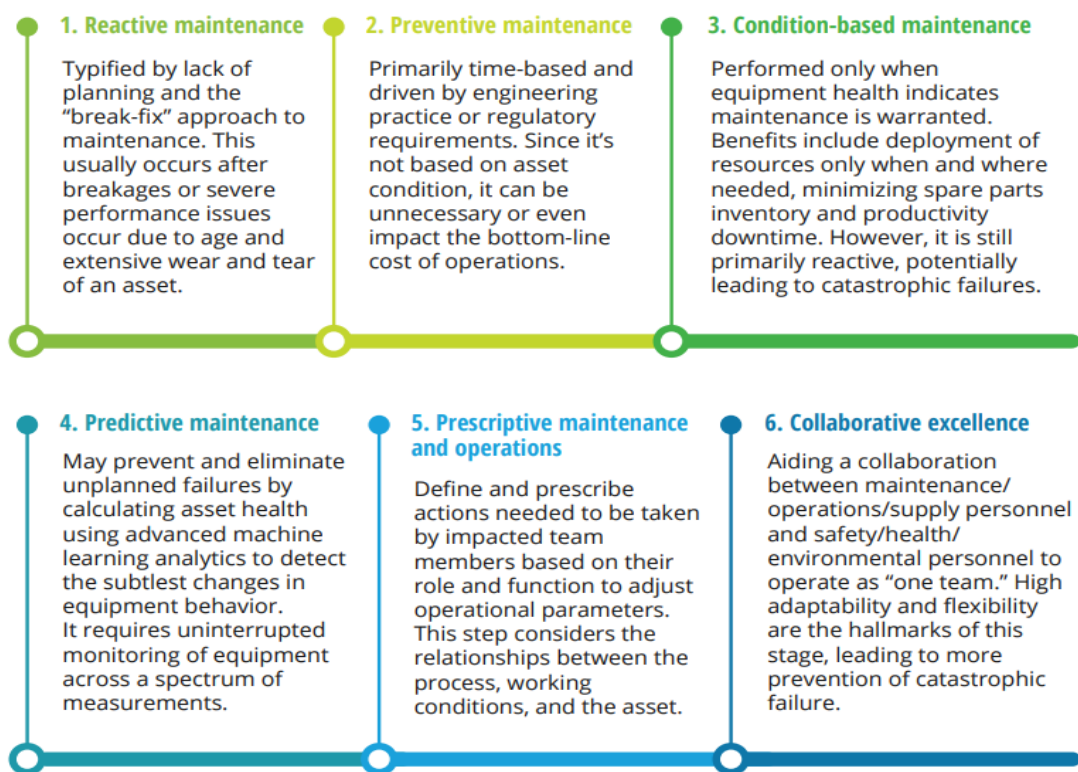 1. Reactive maintenance
Typified by lack of
planning and the
“break-fix” approach to
maintenance. This
usually occurs after
breakages or severe
performance issues
occur due to age and
extensive wear and tear
of an asset.
2. Preventive maintenance
Primarily time-based and
driven by engineering
practice or regulatory
requirements. Since it’s
not based on asset
condition, it can be
unnecessary or even
impact the bottom-line
cost of operations.
3. Condition-based maintenance
Performed only when
equipment health indicates
maintenance is warranted.
Benefits include deployment of
resources only when and where
needed, minimizing spare parts
inventory and productivity
downtime. However, it is still
primarily reactive, potentially
leading to catastrophic failures.
4. Predictive maintenance
May prevent and eliminate
unplanned failures by
calculating asset health
using advanced machine
learning analytics to detect
the subtlest changes in
equipment behavior.
It requires uninterrupted
monitoring of equipment
across a spectrum of
measurements.
5. Prescriptive maintenance
and operations
Define and prescribe
actions needed to be taken
by impacted team
members based on their
role and function to adjust
operational parameters.
This step considers the
relationships between the
process, working
conditions, and the asset.
6. Collaborative excellence
Aiding a collaboration
between maintenance/
operations/supply personnel
and safety/health/
environmental personnel to
operate as “one team.” High
adaptability and flexibility
are the hallmarks of this
stage, leading to more
prevention of catastrophic
failure.